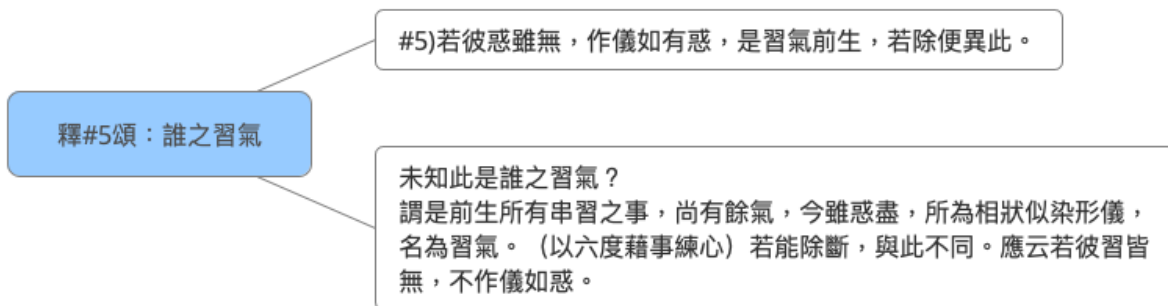 #5)若彼惑雖無,作儀如有惑,是習氣前生,若除便異此。
釋#5頌:誰之習氣
未知此是誰之習氣?
謂是前生所有串習之事,尚有餘氣,今雖惑盡,所為相狀似染形儀,
名為習氣。(以六度藉事練心)若能除斷,與此不同。應云若彼習皆
無,不作儀如惑。